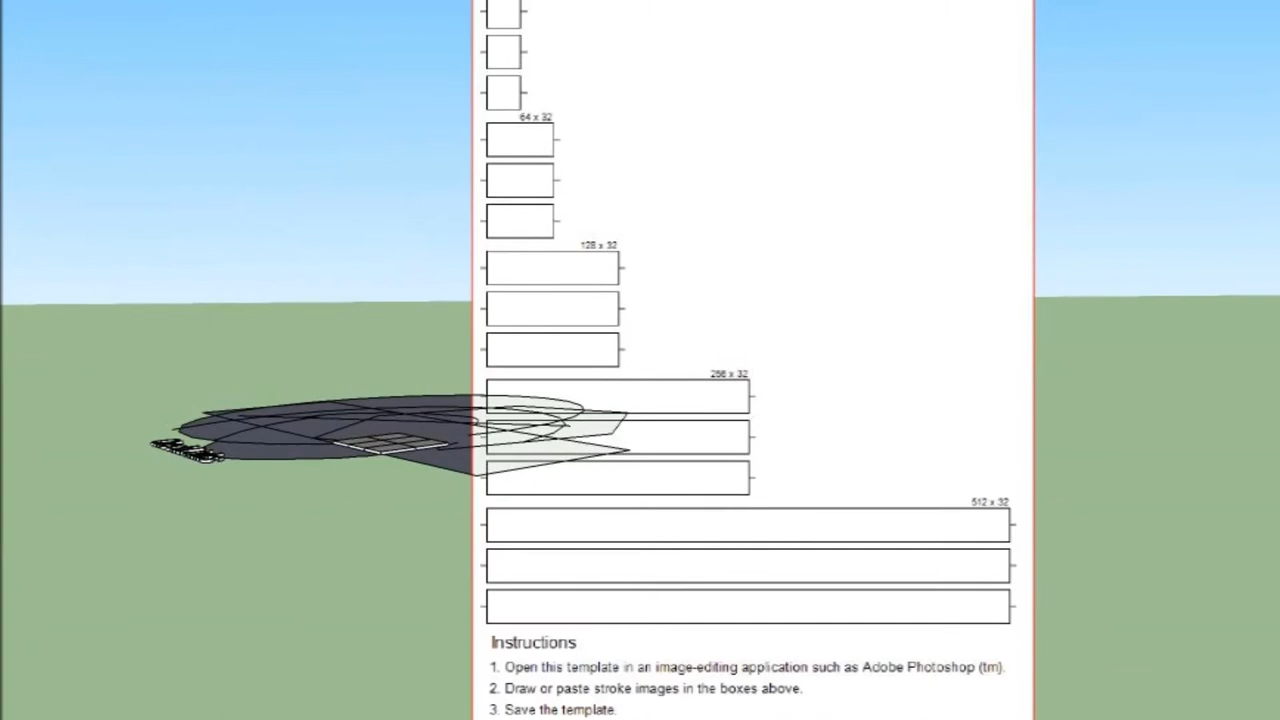 64 x 32
128 x 32
256 x 32
512 x 32
Instructions
1. Open this template in an image-editing application such as Adobe Photoshop (tm).
2. Draw or paste stroke images in the boxes above.
3. Save the template.